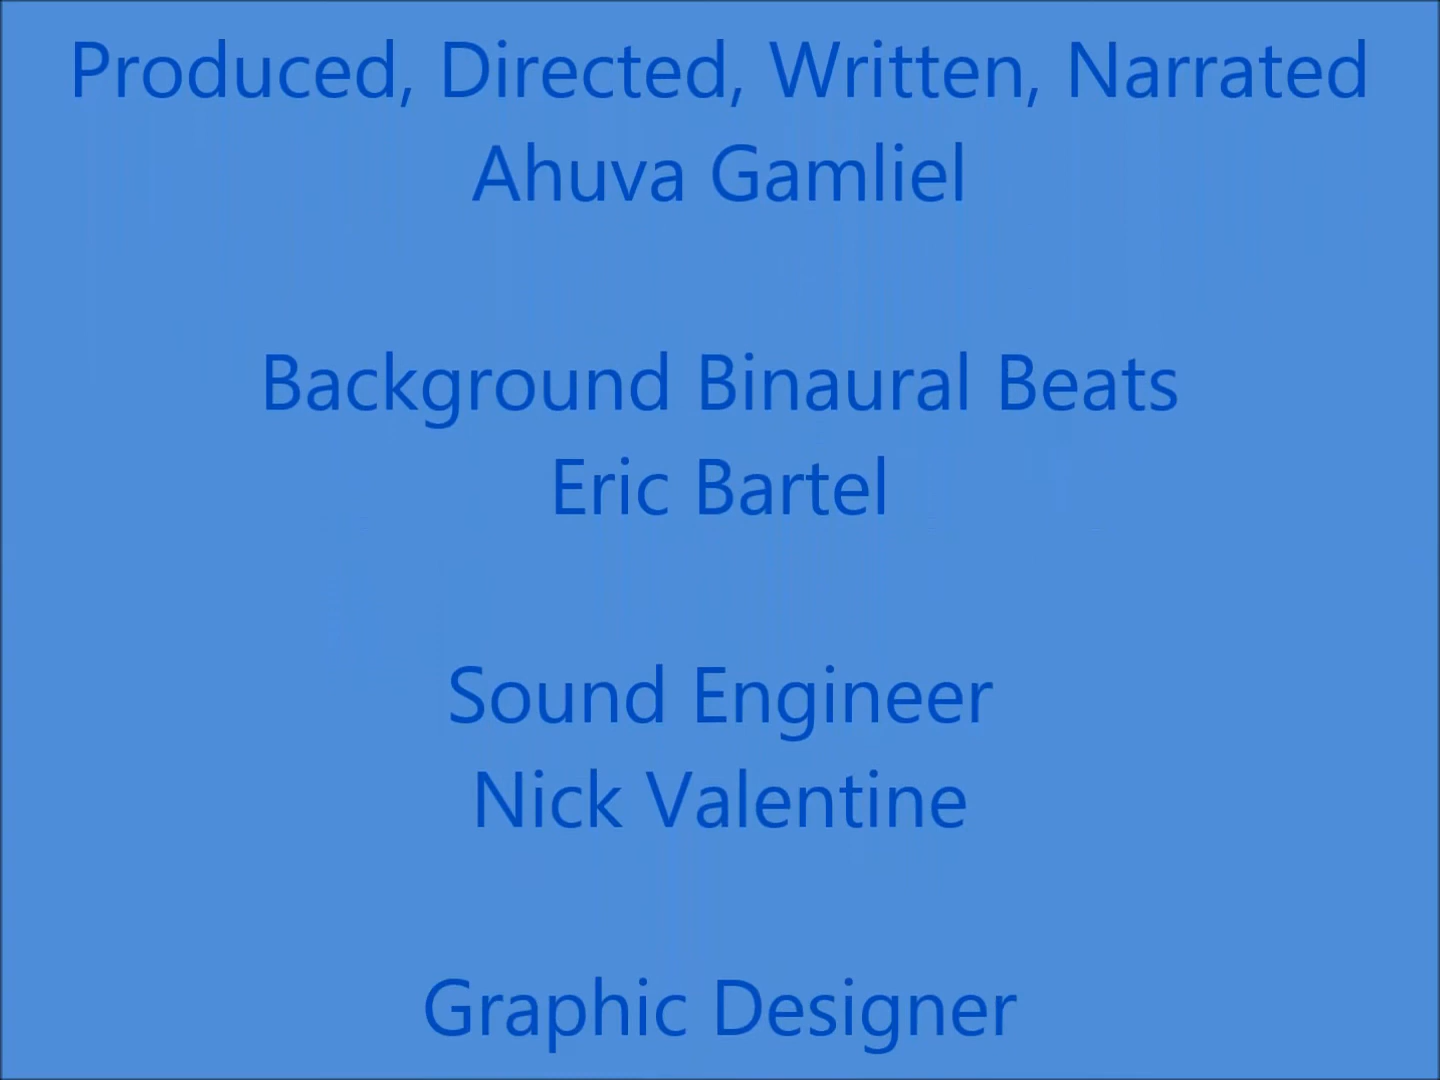 Produced, Directed, Written, Narrated
Ahuva Gamliel
Background Binaural Beats
Eric Bartel
Sound Engineer
Nick Valentine
Graphic Designer